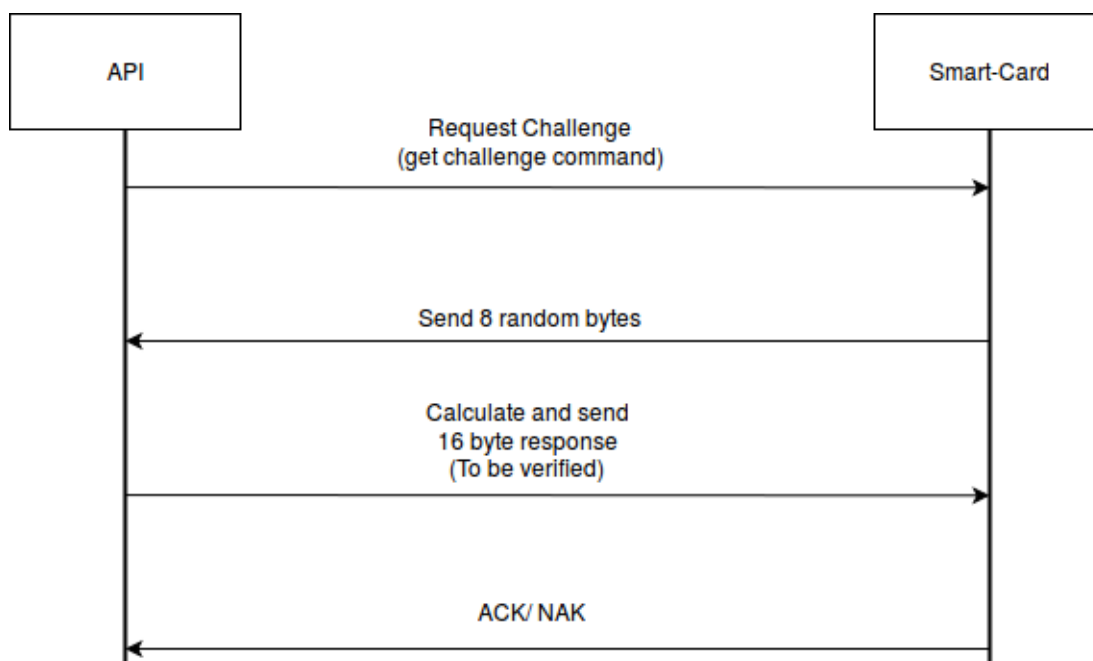 API
Smart-Card
Request Challenge
(get challenge command)
Send 8 random bytes
Calculate and send
16 byte response
(To be verified)
ACK/ NAK